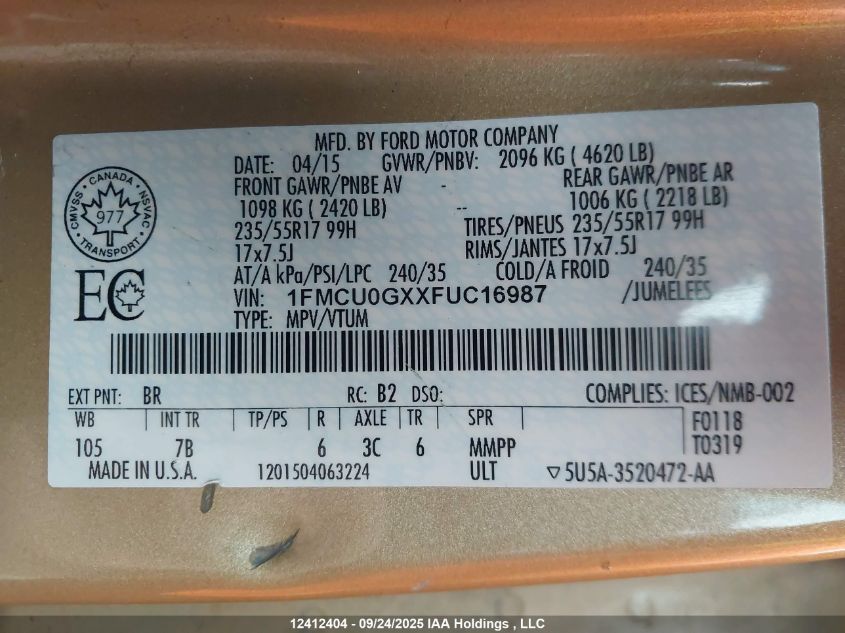 MFD. BY FORD MOTOR COMPANY
DATE: 04/15 GVWR/PNBV: 2096 KG ( 4620 LB)
FRONT GAWR/PNBE AV - REAR GAWR/PNBE AR
1098 KG ( 2420 LB) -- 1006 KG ( 2218 LB)
235/55R17 99H TIRES/PNEUS 235/55R17 99H
17x7.5J RIMS/JANTES 17x7.5J
AT/A kPa/PSI/LPC 240/35 COLD/A FROID 240/35
VIN: 1FMCU0GXXFUC16987 /JUMELEES
TYPE: MPV/VTUM
CMVSS · CANADA · NSVAC
977
TRANSPORT
EC
EXT PNT: BR RC: B2 DSO: COMPLIES: ICES/NMB-002
WB INT TR TP/PS R AXLE TR SPR F0118
105 7B 6 3C 6 MMPP T0319
MADE IN U.S.A. 1201504063224 ULT ▽5U5A-3520472-AA
12412404 - 09/24/2025 IAA Holdings , LLC